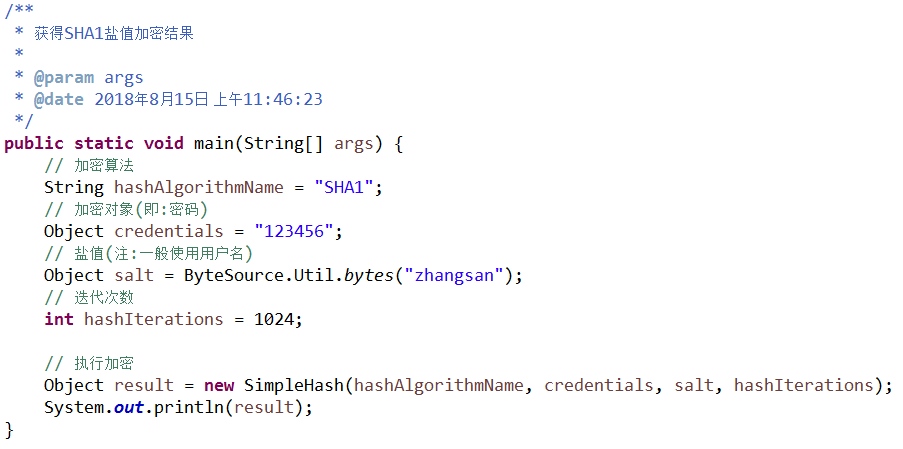 /**
 * 获得SHA1盐值加密结果
 *
 * @param args
 * @date 2018年8月15日 上午11:46:23
 */
public static void main(String[] args) {
    // 加密算法
    String hashAlgorithmName = "SHA1";
    // 加密对象(即:密码)
    Object credentials = "123456";
    // 盐值(注:一般使用用户名)
    Object salt = ByteSource.Util.bytes("zhangsan");
    // 迭代次数
    int hashIterations = 1024;

    // 执行加密
    Object result = new SimpleHash(hashAlgorithmName, credentials, salt, hashIterations);
    System.out.println(result);
}